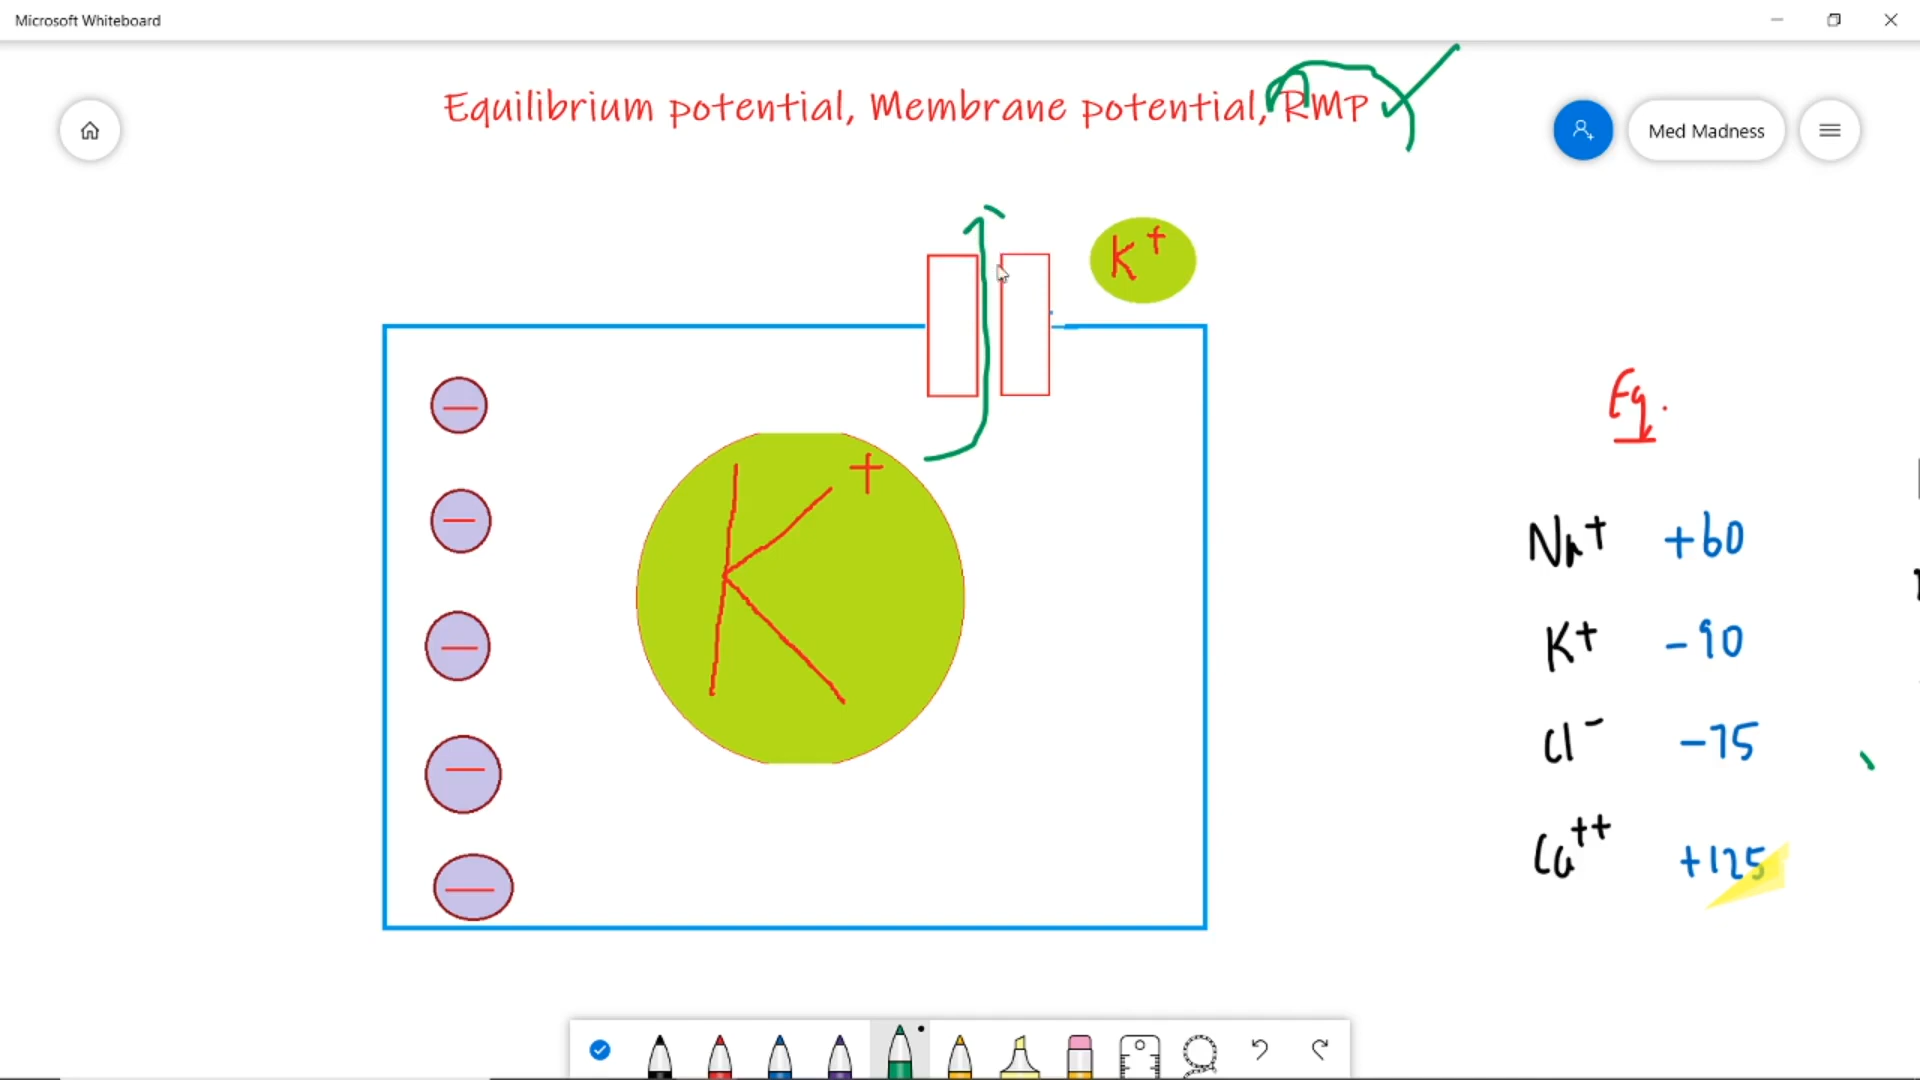 Microsoft Whiteboard
Equilibrium potential, Membrane potential, RMP
Med Madness
K+
K+
Eq.
Na+ +60
K+ -90
Cl- -75
Ca++ +125